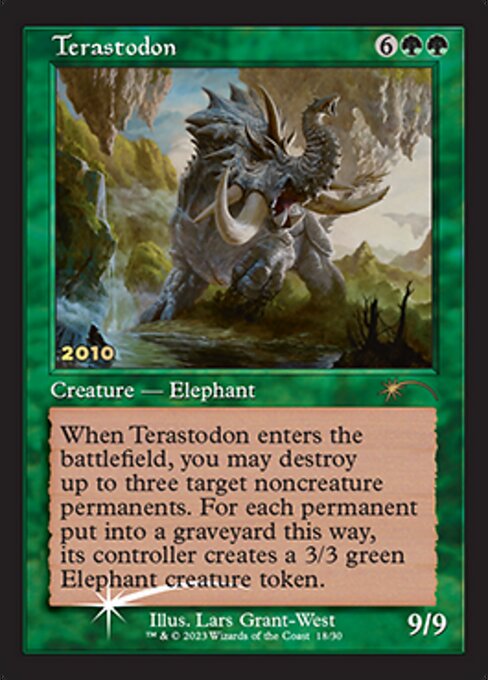 Terastodon 6
2010
Creature — Elephant
When Terastodon enters the
battlefield, you may destroy
up to three target noncreature
permanents. For each permanent
put into a graveyard this way,
its controller creates a 3/3 green
Elephant creature token.
Illus. Lars Grant-West
™ & © 2023 Wizards of the Coast 18/30
9/9